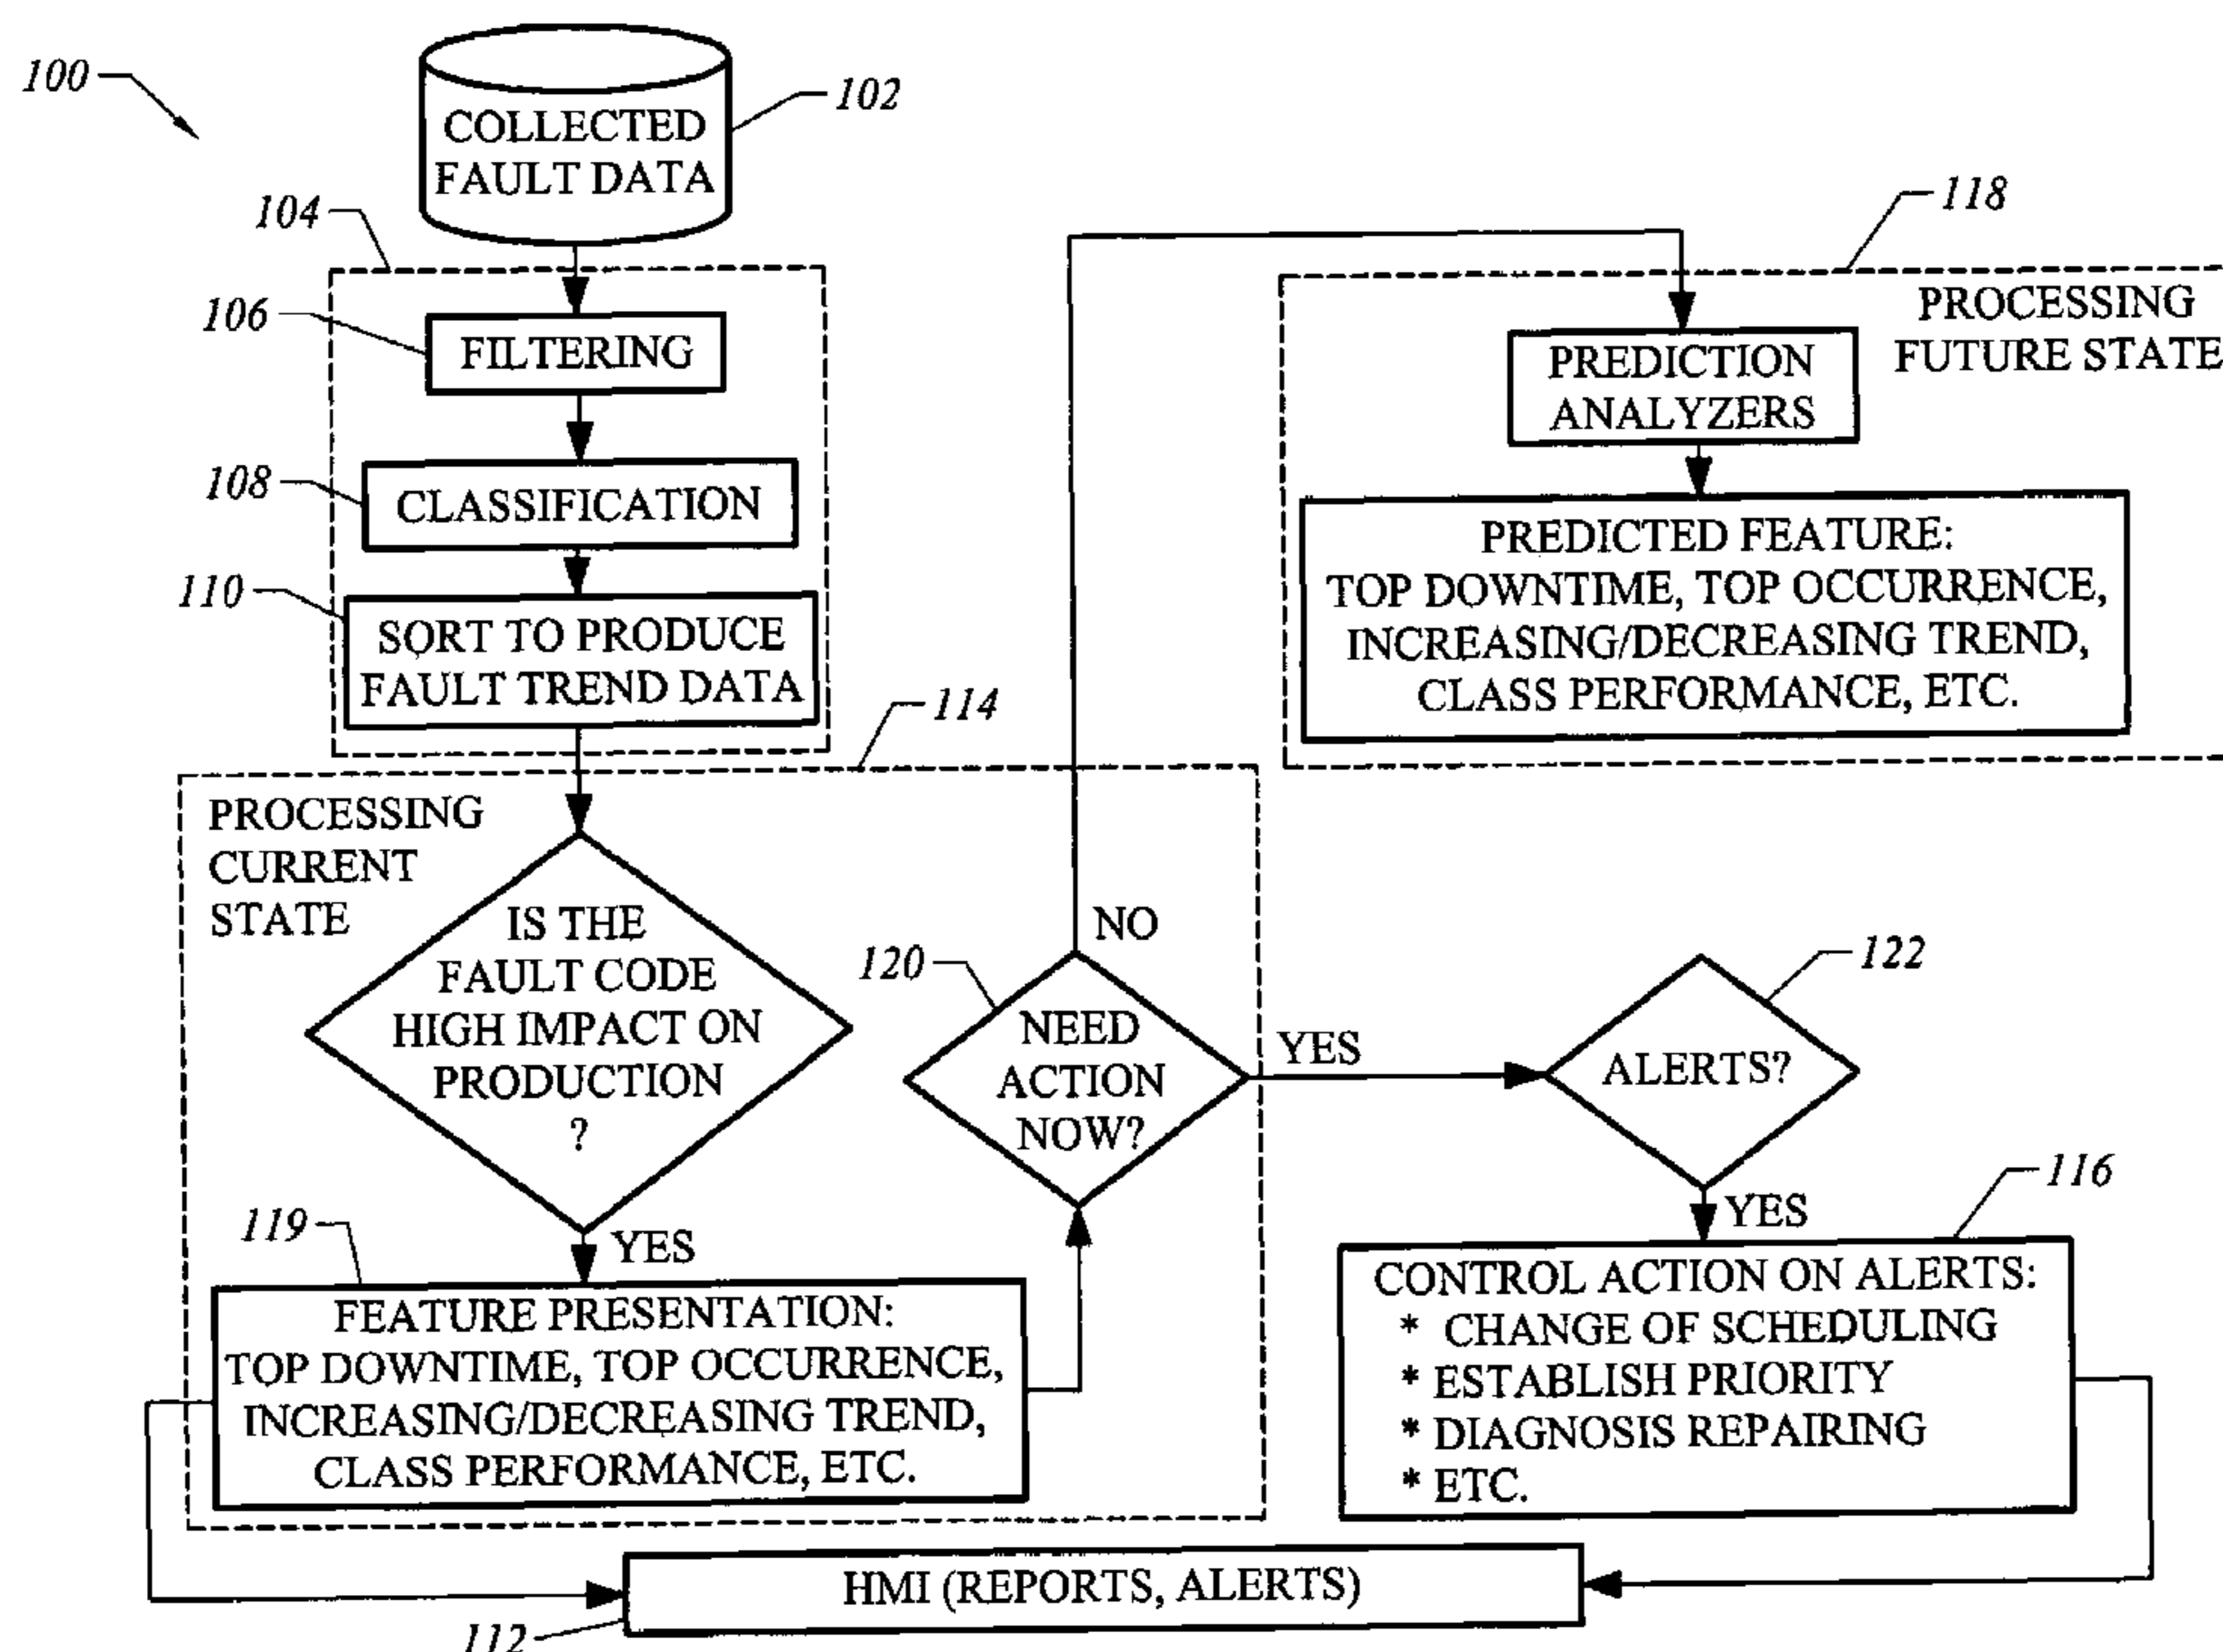 100
COLLECTED
FAULT DATA
102
104
106
FILTERING
108
CLASSIFICATION
110
SORT TO PRODUCE
FAULT TREND DATA
118
PROCESSING
FUTURE STATE
PREDICTION
ANALYZERS
PREDICTED FEATURE:
TOP DOWNTIME, TOP OCCURRENCE,
INCREASING/DECREASING TREND,
CLASS PERFORMANCE, ETC.
114
PROCESSING
CURRENT
STATE
IS THE
FAULT CODE
HIGH IMPACT ON
PRODUCTION
?
YES
119
FEATURE PRESENTATION:
TOP DOWNTIME, TOP OCCURRENCE,
INCREASING/DECREASING TREND,
CLASS PERFORMANCE, ETC.
120
NEED
ACTION
NOW?
NO
YES
122
ALERTS?
YES
116
CONTROL ACTION ON ALERTS:
* CHANGE OF SCHEDULING
* ESTABLISH PRIORITY
* DIAGNOSIS REPAIRING
* ETC.
HMI (REPORTS, ALERTS)
112